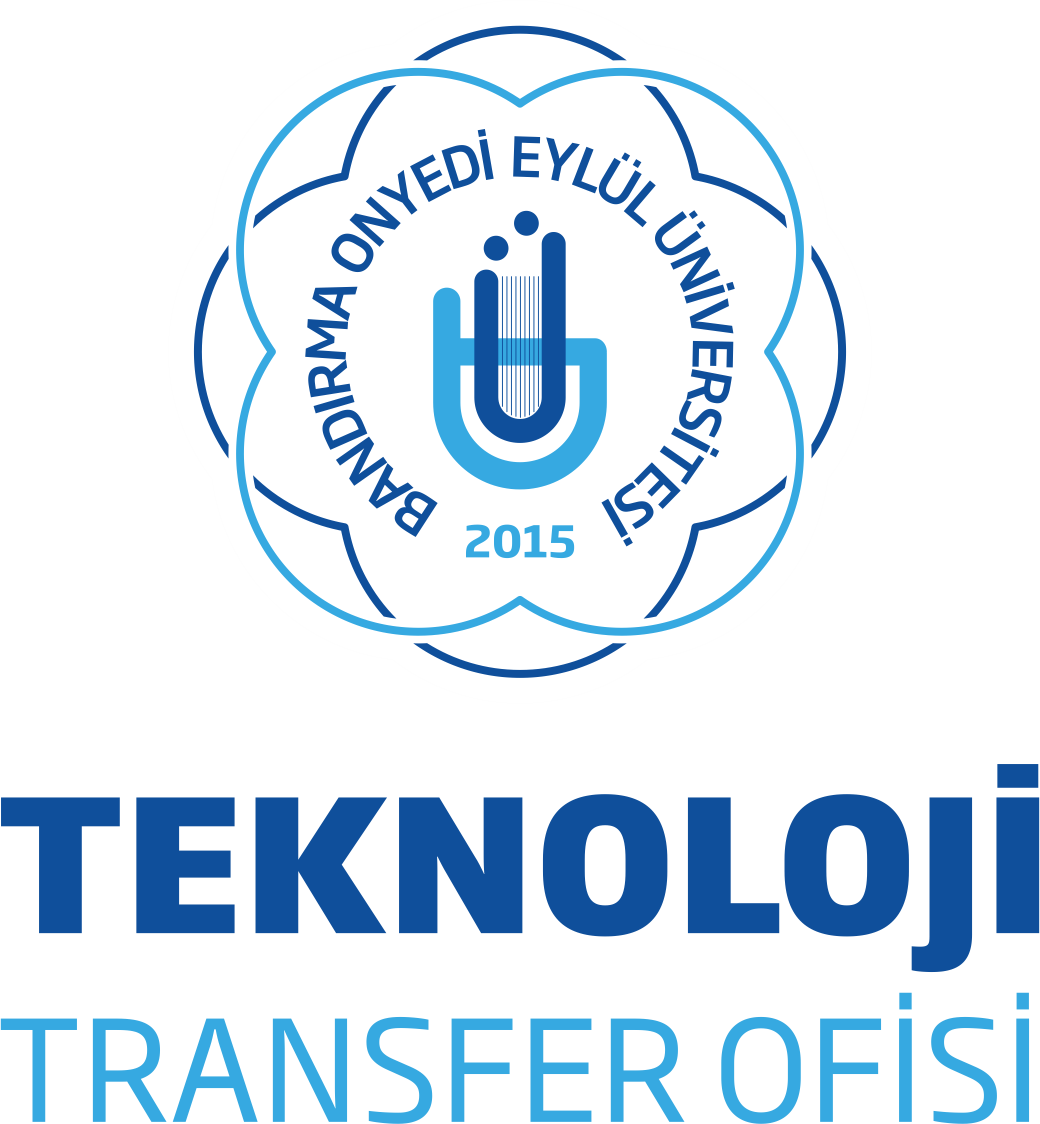 BANDIRMA ONYEDİ EYLÜL ÜNİVERSİTESİ
2015
TEKNOLOJİ
TRANSFER OFİSİ